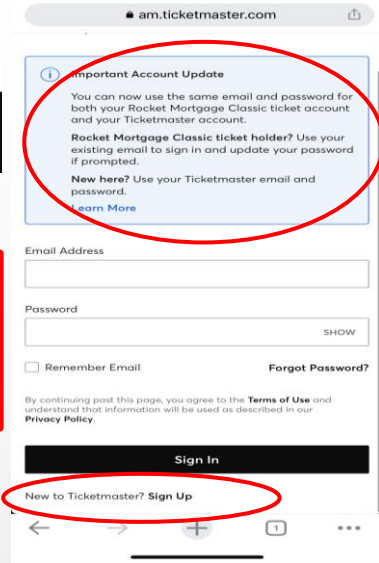 am.ticketmaster.com
Important Account Update
You can now use the same email and password for
both your Rocket Mortgage Classic ticket account
and your Ticketmaster account.
Rocket Mortgage Classic ticket holder? Use your
existing email to sign in and update your password
if prompted.
New here? Use your Ticketmaster email and
password.
Learn More
Email Address
Password
SHOW
Remember Email Forgot Password?
By continuing past this page, you agree to the Terms of Use and
understand that information will be used as described in our
Privacy Policy.
Sign In
New to Ticketmaster? Sign Up
1